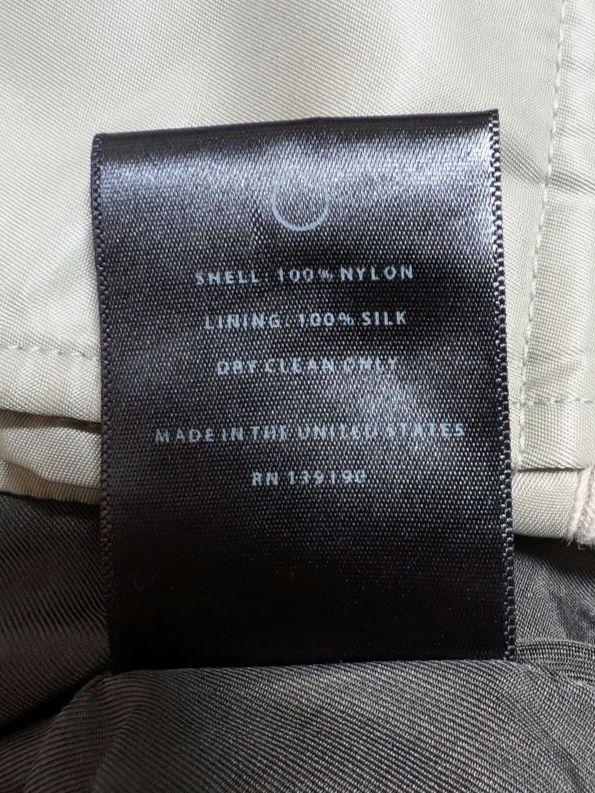 SHELL: 100% NYLON
LINING: 100% SILK
DRY CLEAN ONLY
MADE IN THE UNITED STATES
RN 139190